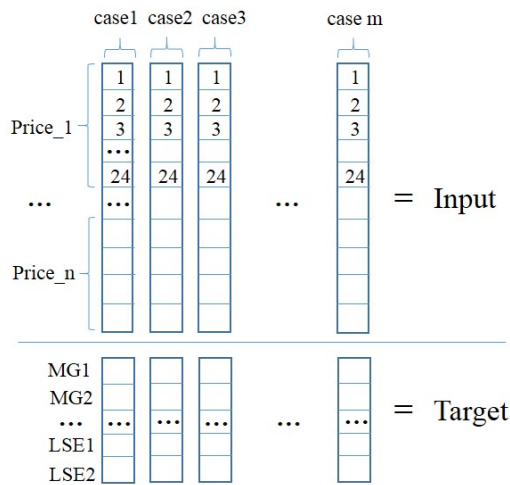 case1 case2 case3 case m
1 1 1 1
2 2 2 2
Price_1 3 3 3 3
...
24 24 24 24
... ... ... = Input
Price_n
MG1
MG2
... ... ... ... ... ... = Target
LSE1
LSE2